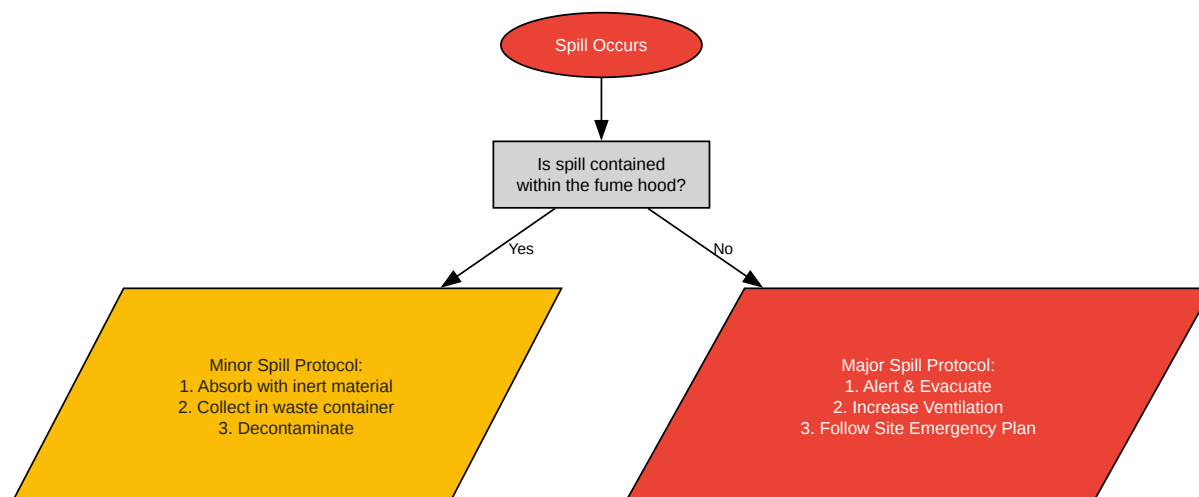 Spill Occurs
Is spill contained
within the fume hood?
Yes
No
Minor Spill Protocol:
1. Absorb with inert material
2. Collect in waste container
3. Decontaminate
Major Spill Protocol:
1. Alert & Evacuate
2. Increase Ventilation
3. Follow Site Emergency Plan